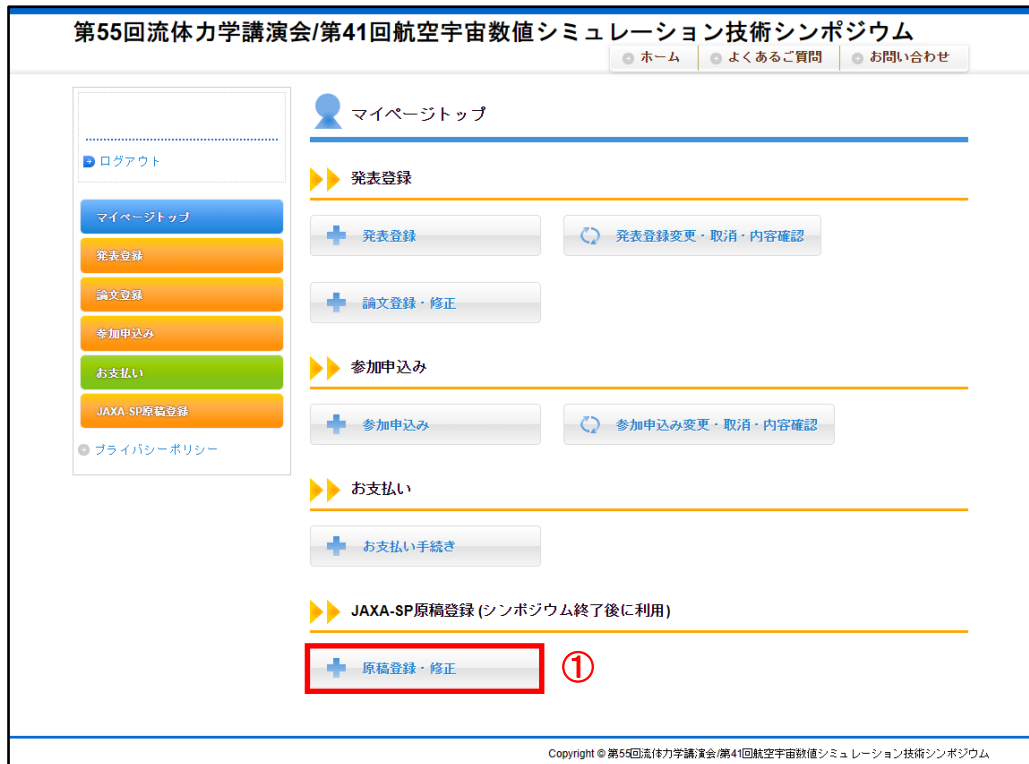 第55回流体力学講演会/第41回航空宇宙数値シミュレーション技術シンポジウム
ホーム よくあるご質問 お問い合わせ
ログアウト
マイページトップ
発表登録
論文登録
参加申込み
お支払い
JAXA-SP原稿登録
プライバシーポリシー
マイページトップ
発表登録
発表登録 発表登録変更・取消・内容確認
論文登録・修正
参加申込み
参加申込み 参加申込み変更・取消・内容確認
お支払い
お支払い手続き
JAXA-SP原稿登録 (シンポジウム終了後に利用)
原稿登録・修正 ①
Copyright © 第55回流体力学講演会/第41回航空宇宙数値シミュレーション技術シンポジウム